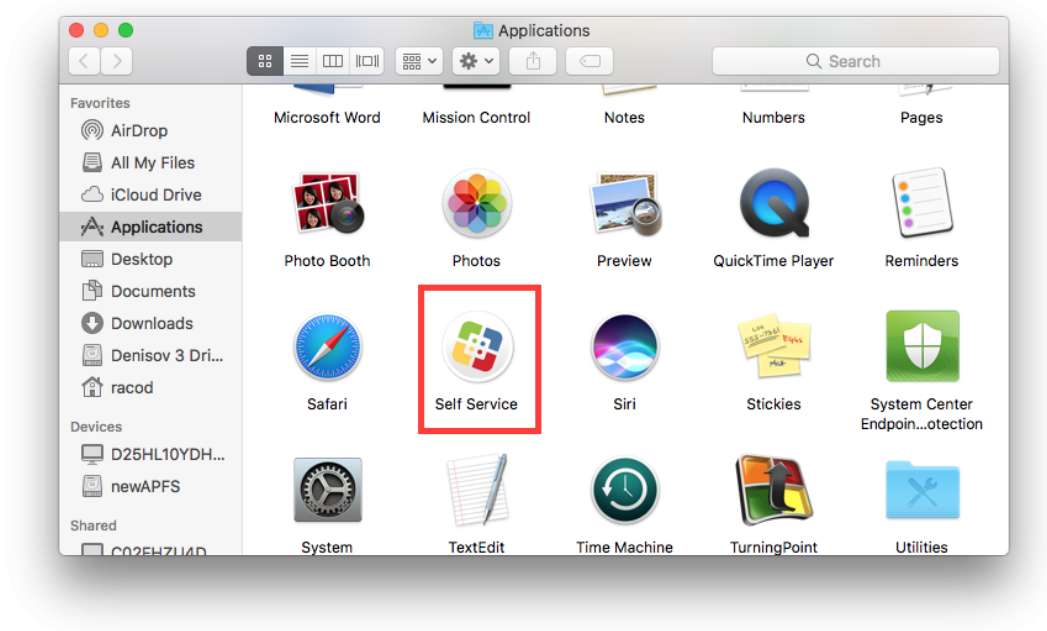 Applications
Search
Favorites
AirDrop
All My Files
iCloud Drive
Applications
Desktop
Documents
Downloads
Denisov 3 Dri...
racod
Devices
D25HL10YDH...
newAPFS
Shared
Microsoft Word
Mission Control
Notes
Numbers
Pages
Photo Booth
Photos
Preview
QuickTime Player
Reminders
Safari
Self Service
Siri
Stickies
System Center
Endpoin...otection
System
TextEdit
Time Machine
TurningPoint
Utilities